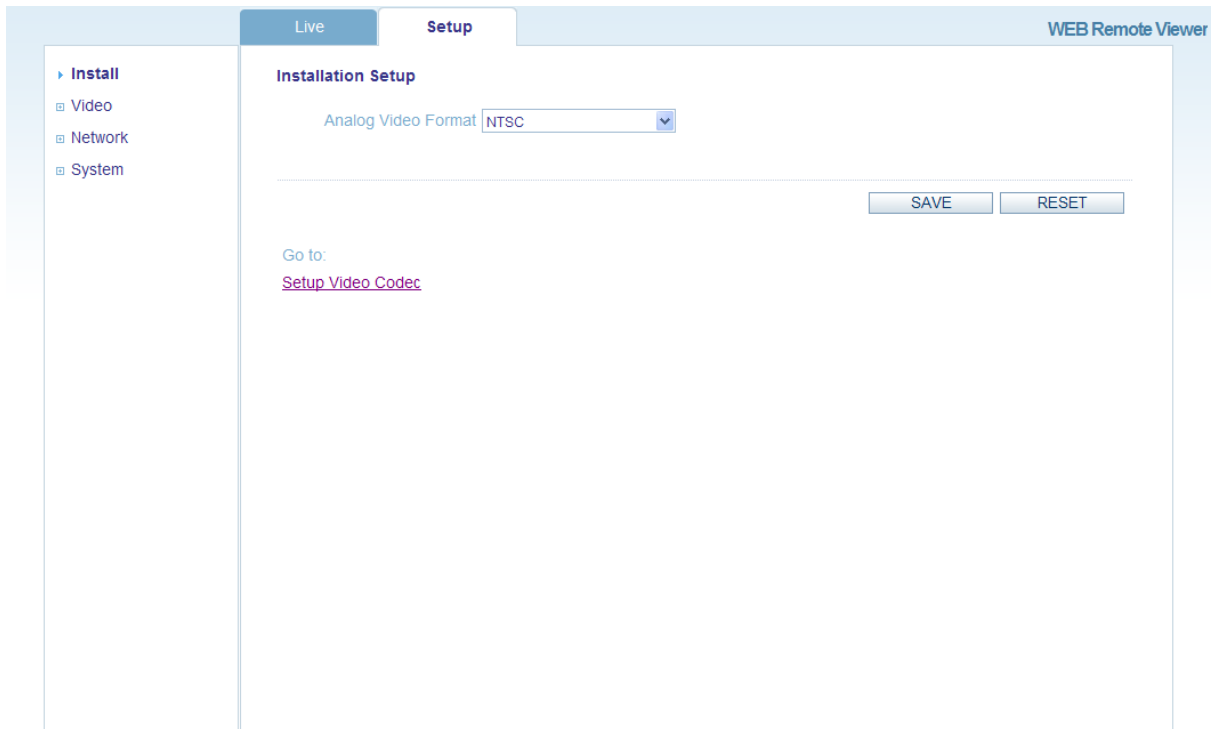 Live
Setup
WEB Remote Viewer
Install
Video
Network
System
Installation Setup
Analog Video Format NTSC
SAVE RESET
Go to:
Setup Video Codec